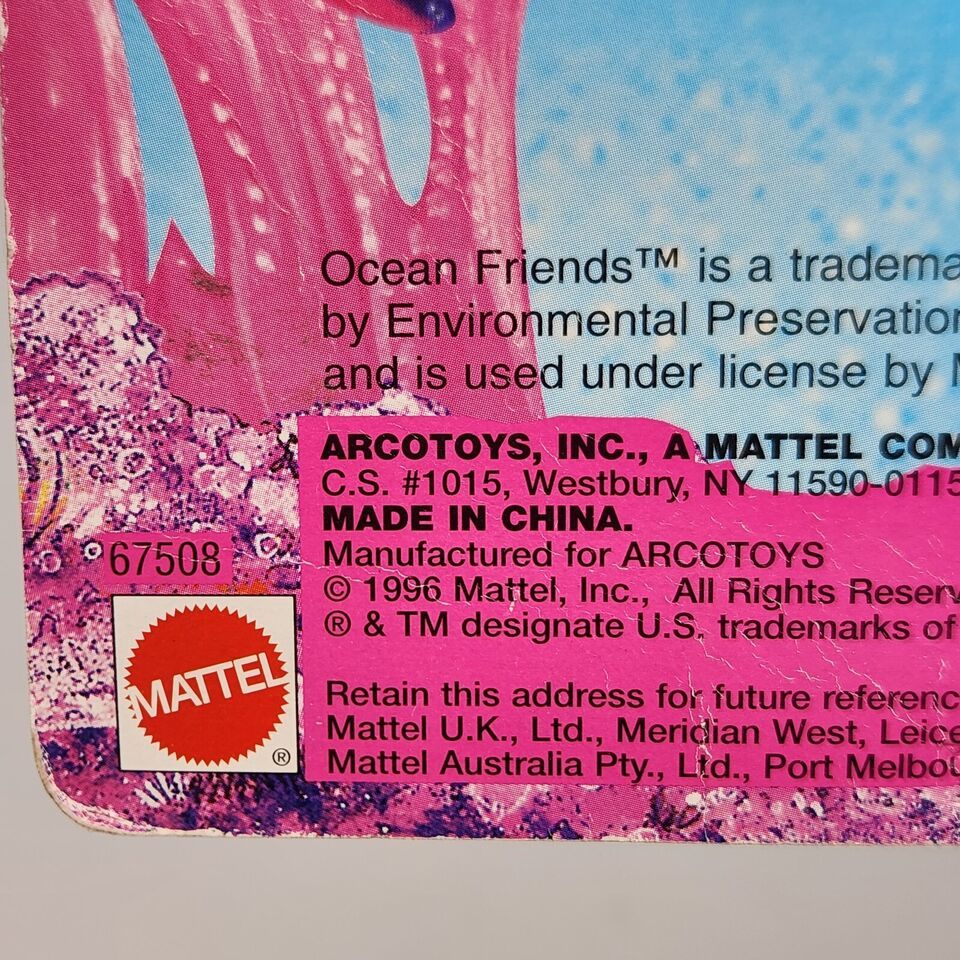 Ocean Friends™ is a tradema
by Environmental Preservation
and is used under license by
ARCOTOYS, INC., A MATTEL COM
C.S. #1015, Westbury, NY 11590-0115
MADE IN CHINA.
Manufactured for ARCOTOYS
© 1996 Mattel, Inc., All Rights Reserv
® & TM designate U.S. trademarks of
Retain this address for future referenc
Mattel U.K., Ltd., Meridian West, Leice
Mattel Australia Pty., Ltd., Port Melbou
67508
MATTEL
®